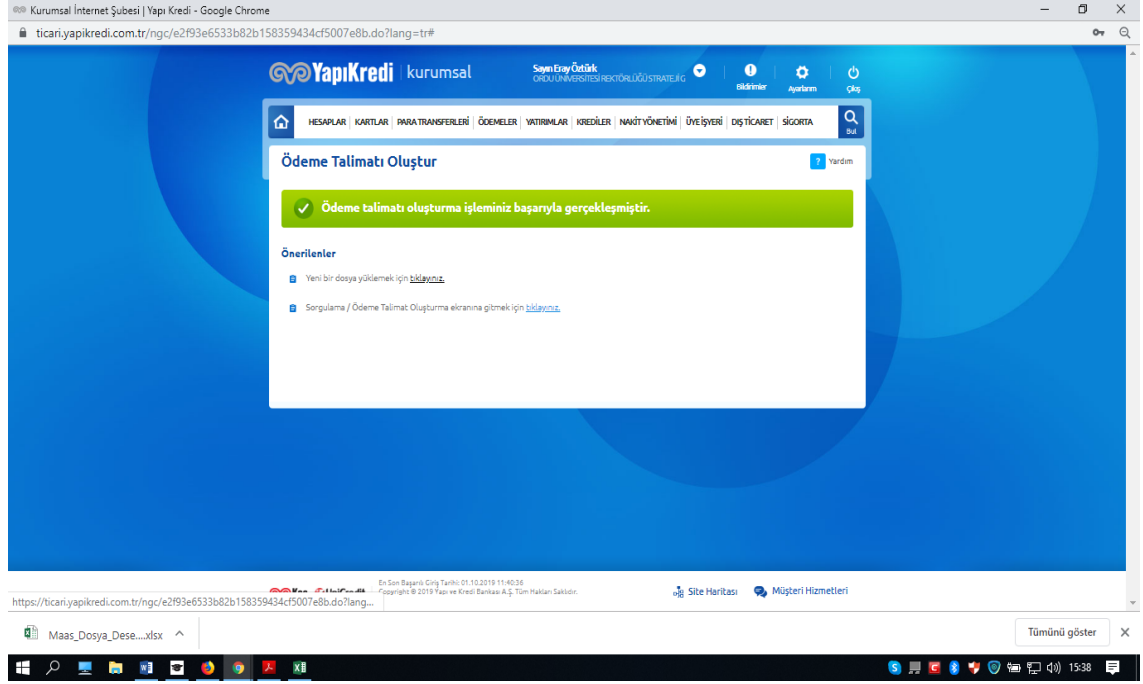 Kurumsal İnternet Şubesi | Yapı Kredi - Google Chrome
ticari.yapikredi.com.tr/ngc/e2f93e6533b82b158359434cf5007e8b.do?lang=tr#
YapıKredi | kurumsal
Sayın Eray Öztürk
ORDU ÜNİVERSİTESİ REKTÖRLÜĞÜ STRATEJİ G
Bildirimler
Ayarlarım
Çıkış
HESAPLAR | KARTLAR | PARA TRANSFERLERİ | ÖDEMELER | YATIRIMLAR | KREDİLER | NAKİT YÖNETİMİ | ÜYE İŞYERİ | DIŞ TİCARET | SİGORTA
Bul
Ödeme Talimatı Oluştur
? Yardım
Ödeme talimatı oluşturma işleminiz başarıyla gerçekleşmiştir.
Önerilenler
Yeni bir dosya yüklemek için tıklayınız.
Sorgulama / Ödeme Talimat Oluşturma ekranına gitmek için tıklayınız.
En Son Başarılı Giriş Tarihi: 01.10.2019 11:40:36
Copyright © 2019 Yapı ve Kredi Bankası A.Ş. Tüm Hakları Saklıdır.
Site Haritası
Müşteri Hizmetleri
https://ticari.yapikredi.com.tr/ngc/e2f93e6533b82b158359434cf5007e8b.do?lang...
Maas_Dosya_Dese....xlsx
Tümünü göster
15:38